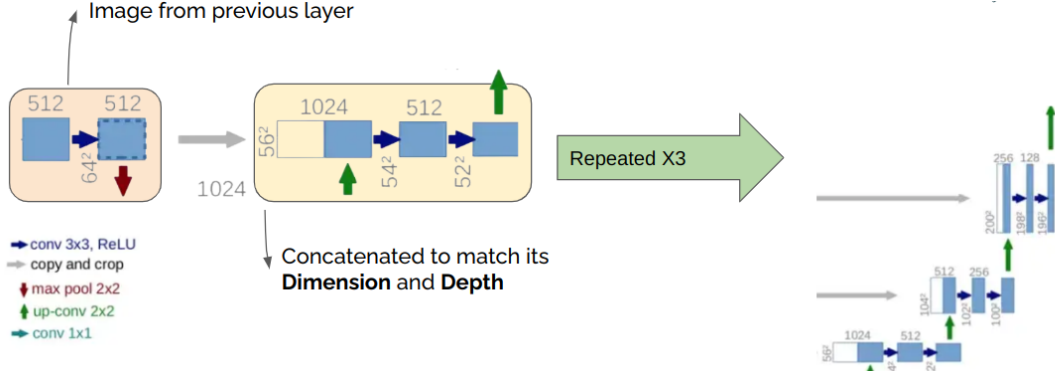 Image from previous layer
512 512
64²
1024
1024 512
56²
54²
52²
Repeated X3
Concatenated to match its
Dimension and Depth
conv 3x3, ReLU
copy and crop
max pool 2x2
up-conv 2x2
conv 1x1
256 128
200²
198²
196²
512 256
104²
102²
100²
1024 512
56²
4²
2²